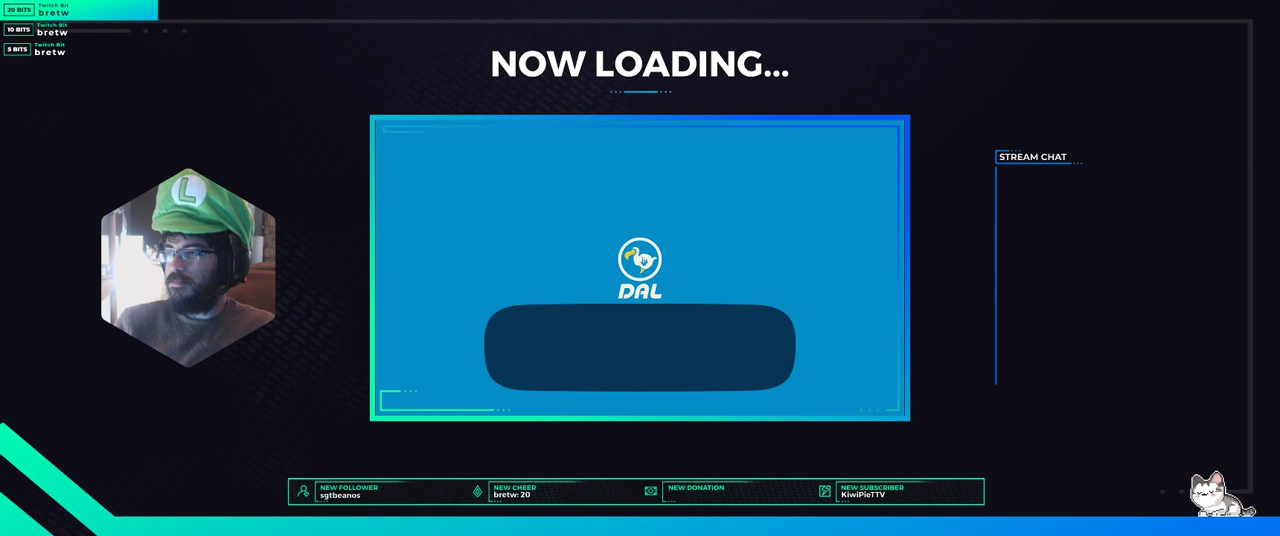 20 BITS Twitch Bit
bretw
10 BITS Twitch Bit
bretw
5 BITS Twitch Bit
bretw
NOW LOADING...
STREAM CHAT
L
DAL
NEW FOLLOWER
sgtbeanos
NEW CHEER
bretw: 20
NEW DONATION
NEW SUBSCRIBER
KiwiPieTTV